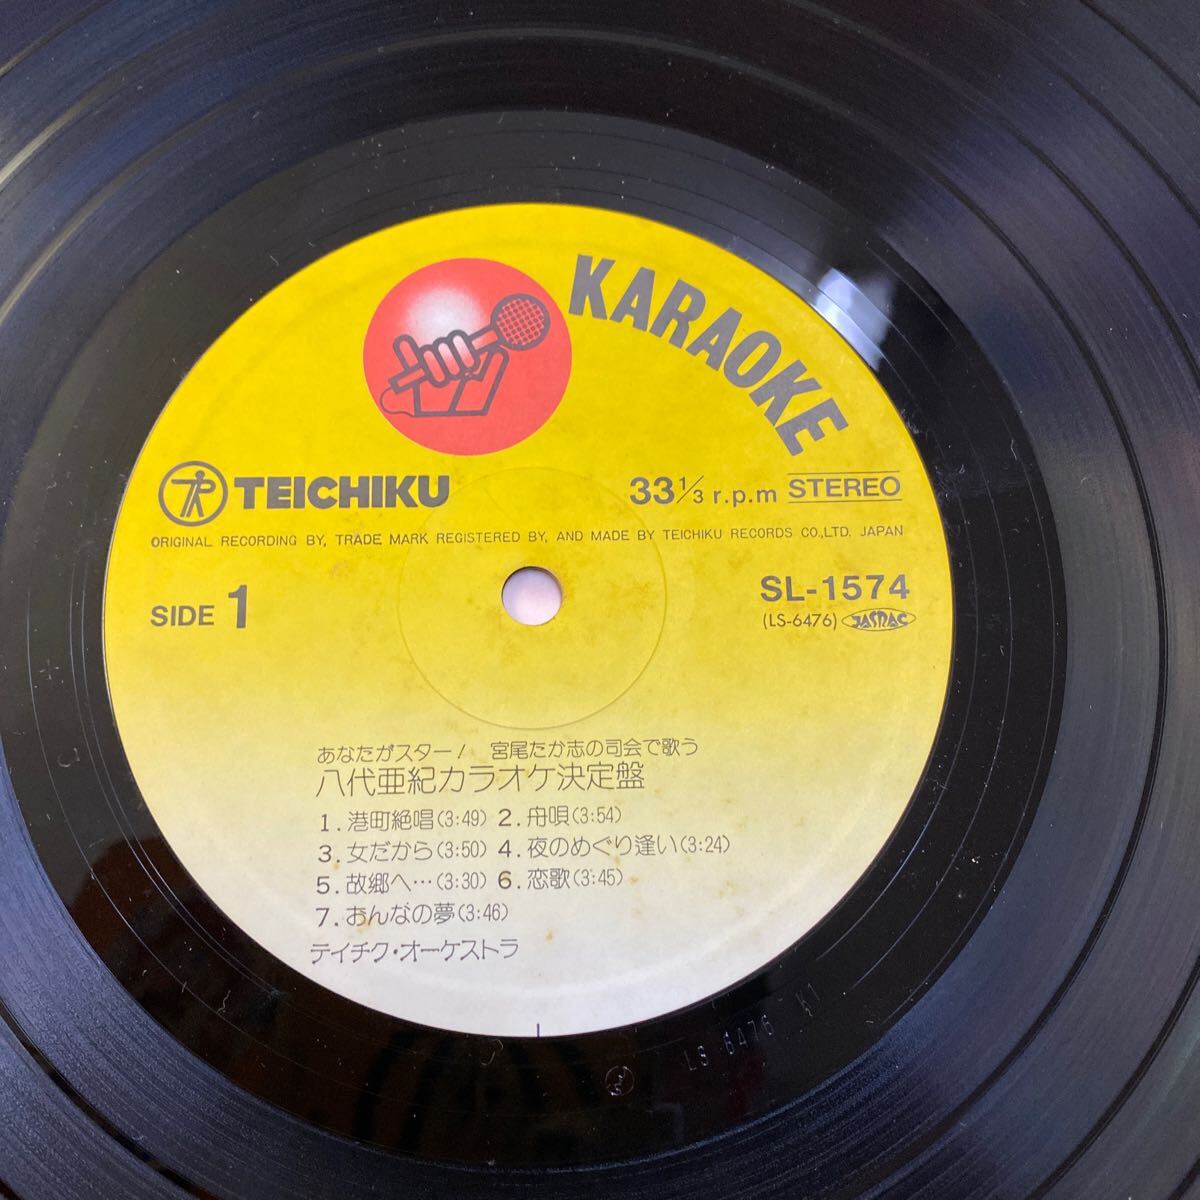 KARAOKE
TEICHIKU
33 1/3 r.p.m STEREO
ORIGINAL RECORDING BY, TRADE MARK REGISTERED BY, AND MADE BY TEICHIKU RECORDS CO.,LTD. JAPAN
SIDE 1
SL-1574
(LS-6476) JASRAC
あなたがスター! 宮尾たか志の司会で歌う
八代亜紀カラオケ決定盤
1. 港町絶唱(3:49) 2. 舟唄(3:54)
3. 女だから(3:50) 4. 夜のめぐり逢い(3:24)
5. 故郷へ…(3:30) 6. 恋歌(3:45)
7. おんなの夢(3:46)
テイチク・オーケストラ
LS 6476